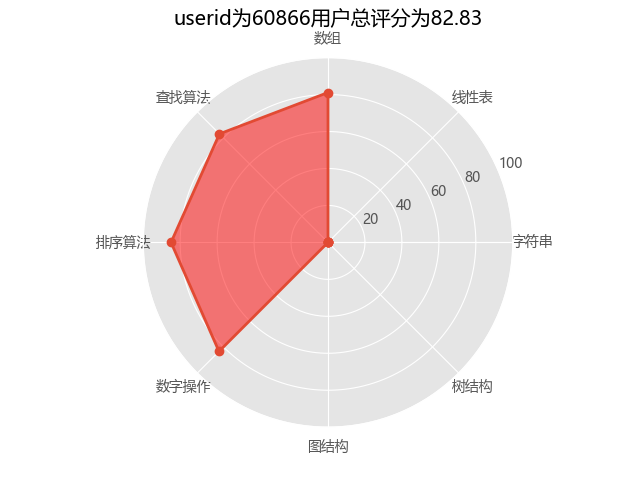 userid为60866用户总评分为82.83
数组
查找算法
线性表
100
80
60
40
20
排序算法
字符串
数字操作
树结构
图结构